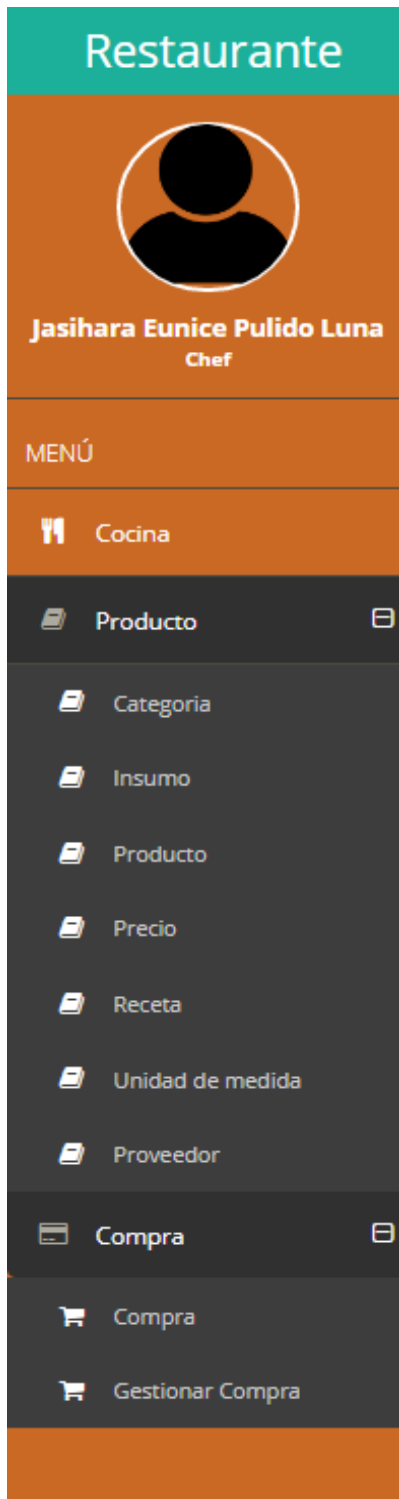 Restaurante
Jasihara Eunice Pulido Luna
Chef
MENÚ
Cocina
Producto
Categoria
Insumo
Producto
Precio
Receta
Unidad de medida
Proveedor
Compra
Compra
Gestionar Compra